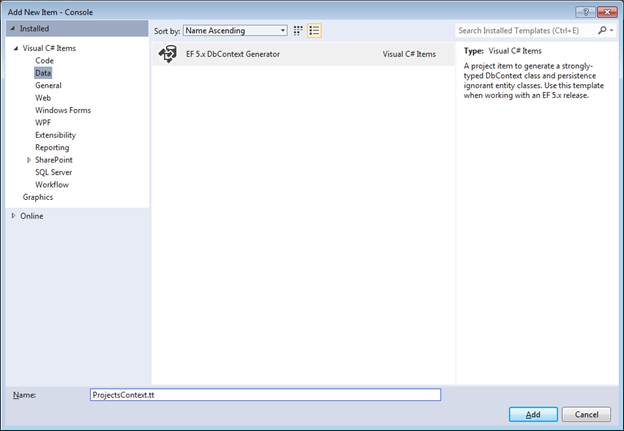 Add New Item - Console
Installed
Sort by: Name Ascending
Search Installed Templates (Ctrl+E)
Visual C# Items
Code
Data
General
Web
Windows Forms
WPF
Extensibility
Reporting
SharePoint
SQL Server
Workflow
Graphics
Online
EF 5.x DbContext Generator Visual C# Items
Type: Visual C# Items
A project item to generate a strongly-
typed DbContext class and persistence
ignorant entity classes. Use this template
when working with an EF 5.x release.
Name: ProjectsContext.tt
Add Cancel